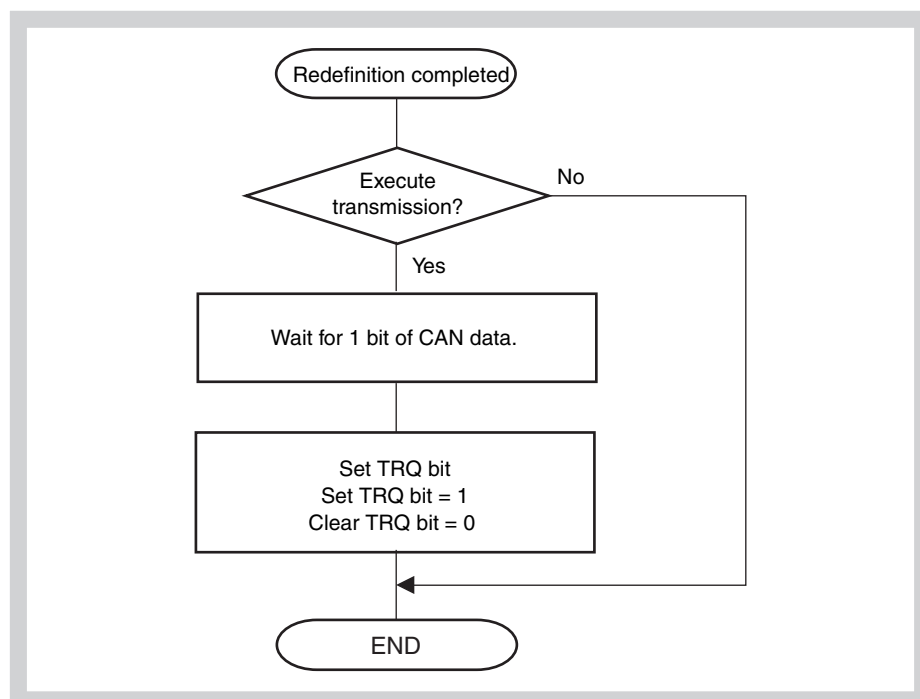 Redefinition completed
Execute
transmission?
No
Yes
Wait for 1 bit of CAN data.
Set TRQ bit
Set TRQ bit = 1
Clear TRQ bit = 0
END